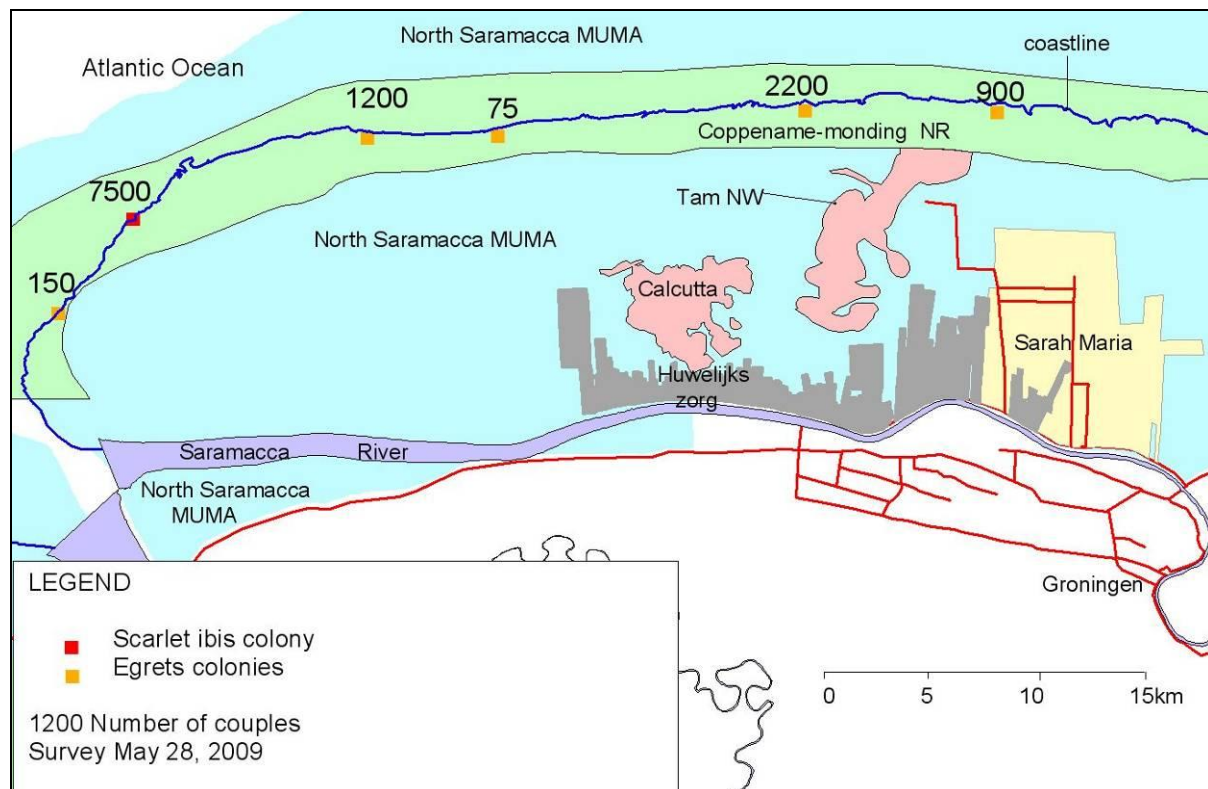 North Saramacca MUMA
coastline
Atlantic Ocean
1200
75
2200
900
Coppename-monding NR
7500
Tam NW
North Saramacca MUMA
150
Calcutta
Sarah Maria
Huwelijks
zorg
Saramacca River
North Saramacca
MUMA
Groningen
LEGEND
Scarlet ibis colony
Egrets colonies
1200 Number of couples
Survey May 28, 2009
0 5 10 15km